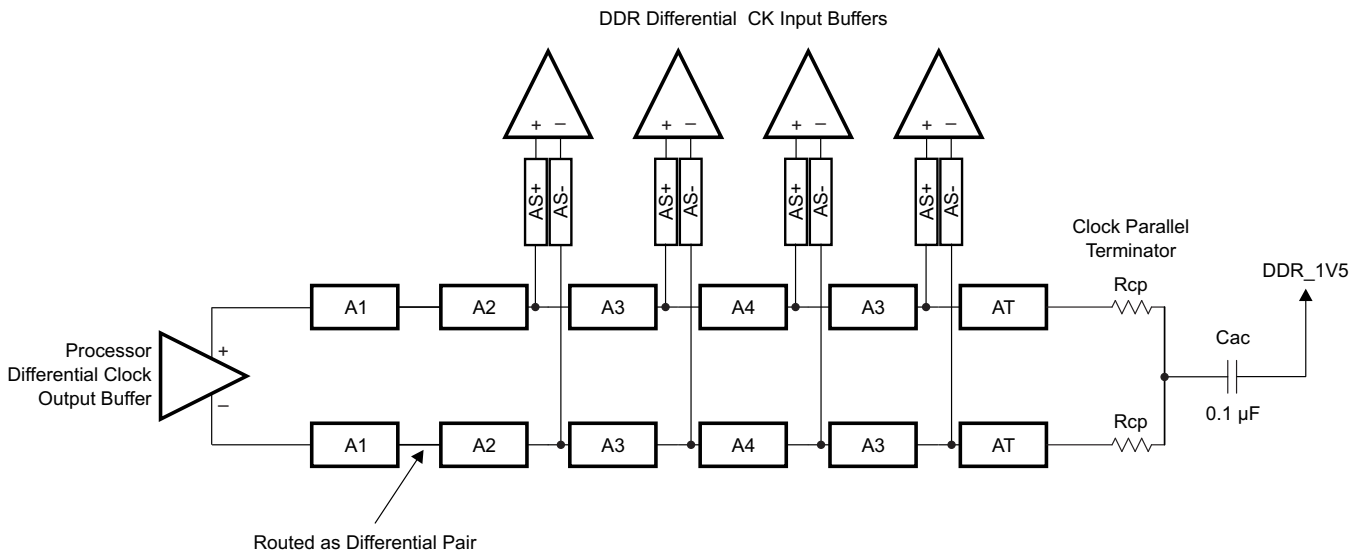 DDR Differential CK Input Buffers
+ –
+ –
+ –
+ –
AS+
AS-
AS+
AS-
AS+
AS-
AS+
AS-
Clock Parallel
Terminator
DDR_1V5
A1
A2
A3
A4
A3
AT
Rcp
Processor
Differential Clock
Output Buffer
+
–
Cac
0.1 µF
A1
A2
A3
A4
A3
AT
Rcp
Routed as Differential Pair